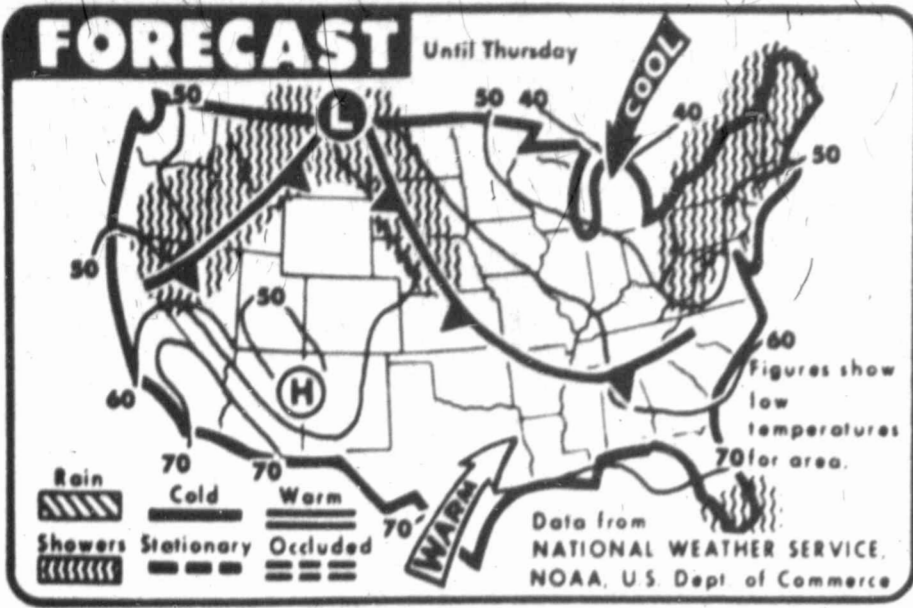 FORECAST
Until Thursday
COOL
50
L
50 40
40
50
50
50
H
60
60
Figures show
low
temperatures
for area.
70
70
70
70
WARM
Rain
Cold
Warm
Showers
Stationary
Occluded
Data from
NATIONAL WEATHER SERVICE,
NOAA, U.S. Dept. of Commerce